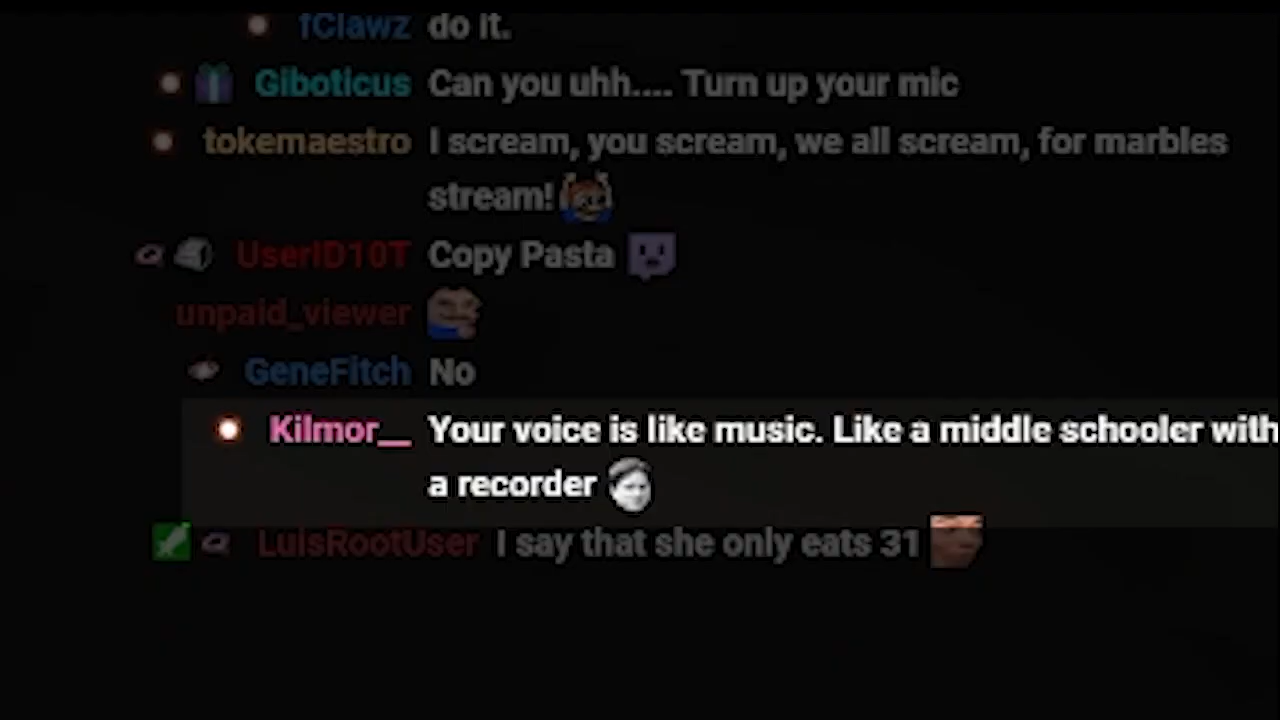 fClawz do it.
Giboticus Can you uhh.... Turn up your mic
tokemaestro I scream, you scream, we all scream, for marbles
stream!
UserID10T Copy Pasta
unpaid_viewer
GeneFitch No
Kilmor__ Your voice is like music. Like a middle schooler with
a recorder
LuisRootUser I say that she only eats 31